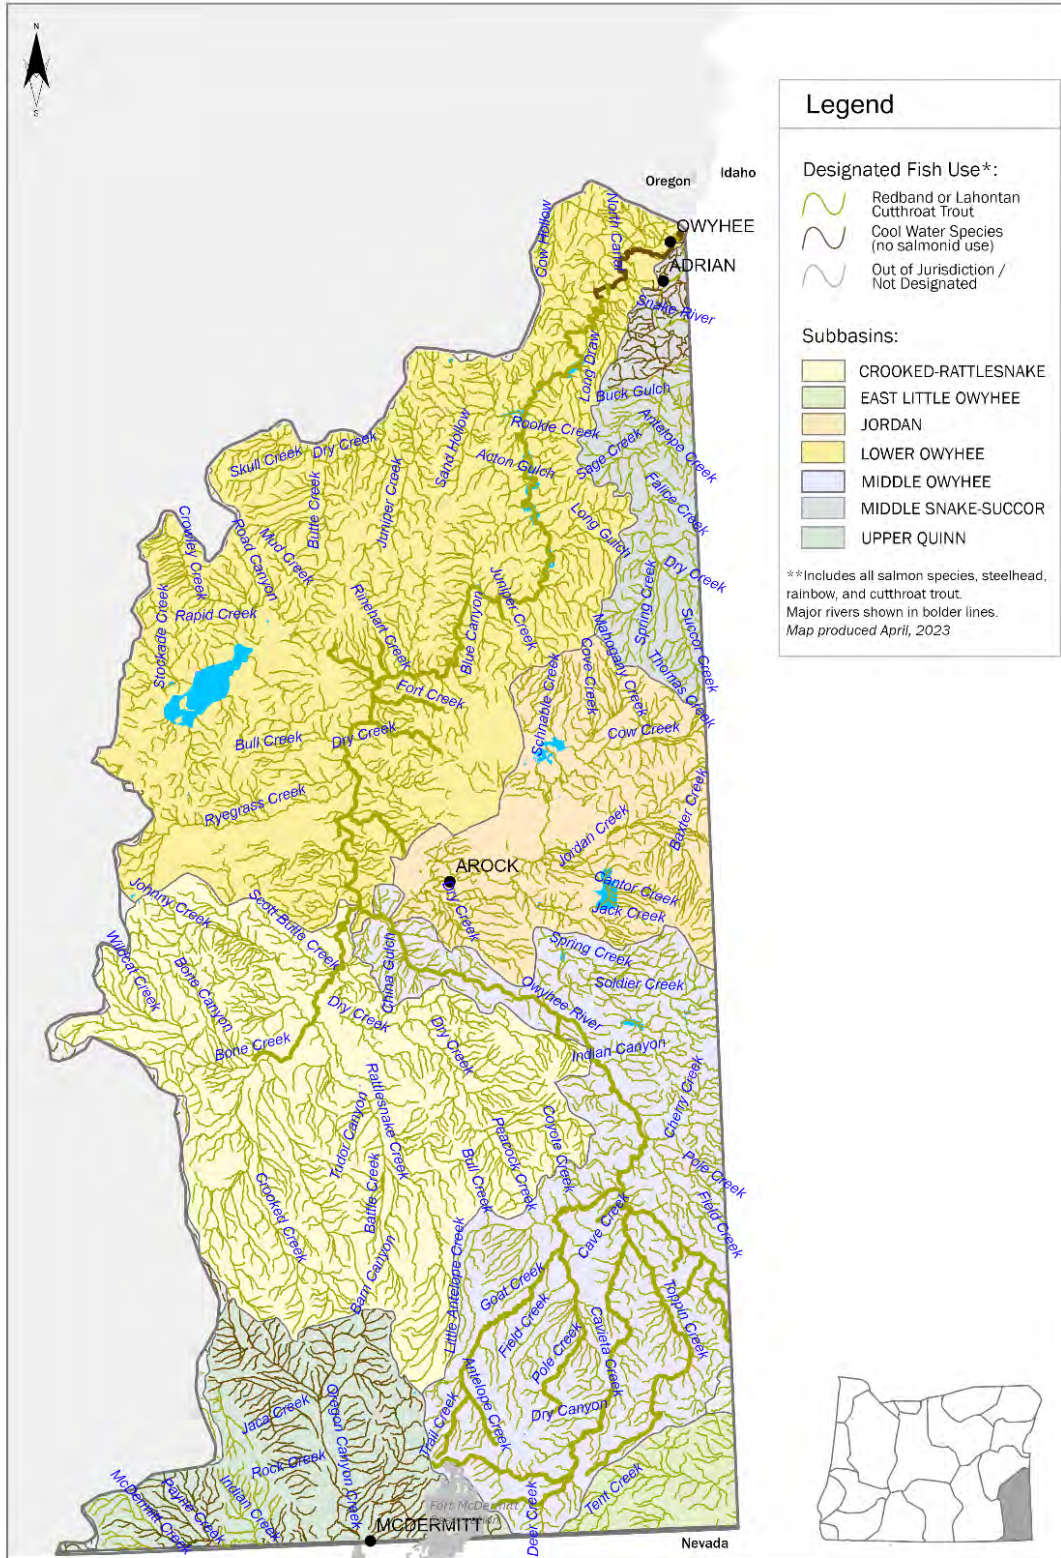 N
S
Legend
Designated Fish Use*:
Redband or Lahontan
Cutthroat Trout
Cool Water Species
(no salmonid use)
Out of Jurisdiction /
Not Designated
Subbasins:
CROOKED-RATTLESNAKE
EAST LITTLE OWYHEE
JORDAN
LOWER OWYHEE
MIDDLE OWYHEE
MIDDLE SNAKE-SUCCOR
UPPER QUINN
**Includes all salmon species, steelhead,
rainbow, and cutthroat trout.
Major rivers shown in bolder lines.
Map produced April, 2023
Oregon
Idaho
Cow Hollow
North Canal
OWYHEE
ADRIAN
Snake River
Long Draw
Buck Gulch
Rookie Creek
Antelope Creek
Sage Creek
Sand Hollow
Acton Gulch
Skull Creek
Dry Creek
Butte Creek
Juniper Creek
Falice Creek
Long Gulch
Crowley Creek
Road Canyon
Mud Creek
Dry Creek
Spring Creek
Juniper Creek
Rinehart Creek
Rapid Creek
Stockade Creek
Blue Canyon
Mahogany Creek
Cove Creek
Succor Creek
Thomas Creek
Schnable Creek
Fort Creek
Cow Creek
Bull Creek
Dry Creek
Ryegrass Creek
Baxter Creek
Jordan Creek
AROCK
Dry Creek
Cantor Creek
Jack Creek
Johnny Creek
Scott Butte Creek
Wildcat Creek
Bone Canyon
China Gulch
Spring Creek
Soldier Creek
Owyhee River
Dry Creek
Dry Creek
Bone Creek
Indian Canyon
Rattlesnake Creek
Tudor Canyon
Cherry Creek
Coyote Creek
Peacock Creek
Bull Creek
Pole Creek
Field Creek
Crooked Creek
Battle Creek
Cave Creek
Barn Canyon
Little Antelope Creek
Goat Creek
Toppin Creek
Field Creek
Pole Creek
Cavieta Creek
Antelope Creek
Dry Canyon
Jaca Creek
Oregon Canyon Creek
Trail Creek
Rock Creek
McDermitt Creek
Payne Creek
Indian Creek
Tent Creek
Deer Creek
Fort McDermitt
MCDERMITT
Nevada